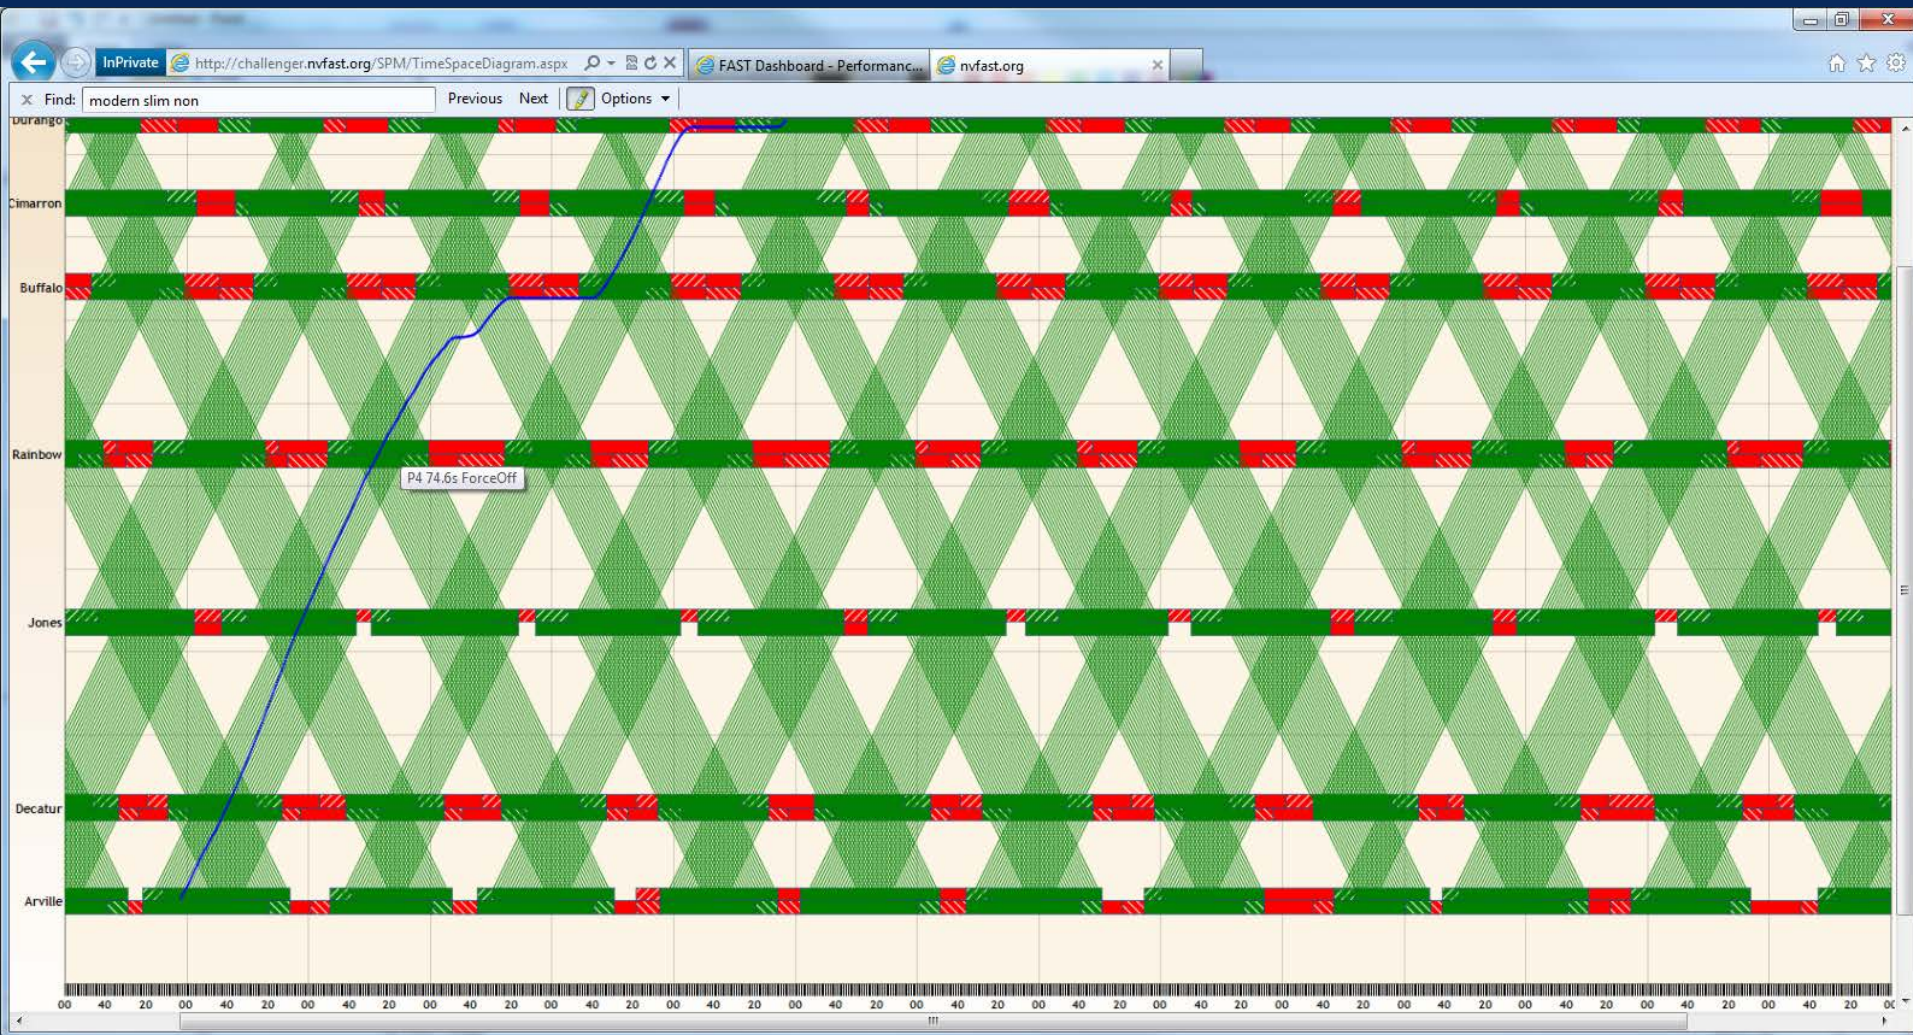 InPrivate http://challenger.nvfast.org/SPM/TimeSpaceDiagram.aspx FAST Dashboard - Performanc... nvfast.org
Find: modern slim non Previous Next Options
Durango
Cimarron
Buffalo
Rainbow
P4 74.6s ForceOff
Jones
Decatur
Arville
00 40 20 00 40 20 00 40 20 00 40 20 00 40 20 00 40 20 00 40 20 00 40 20 00 40 20 00 40 20 00 40 20 00 40 20 00 40 20 00 40 20 00 40 20 00